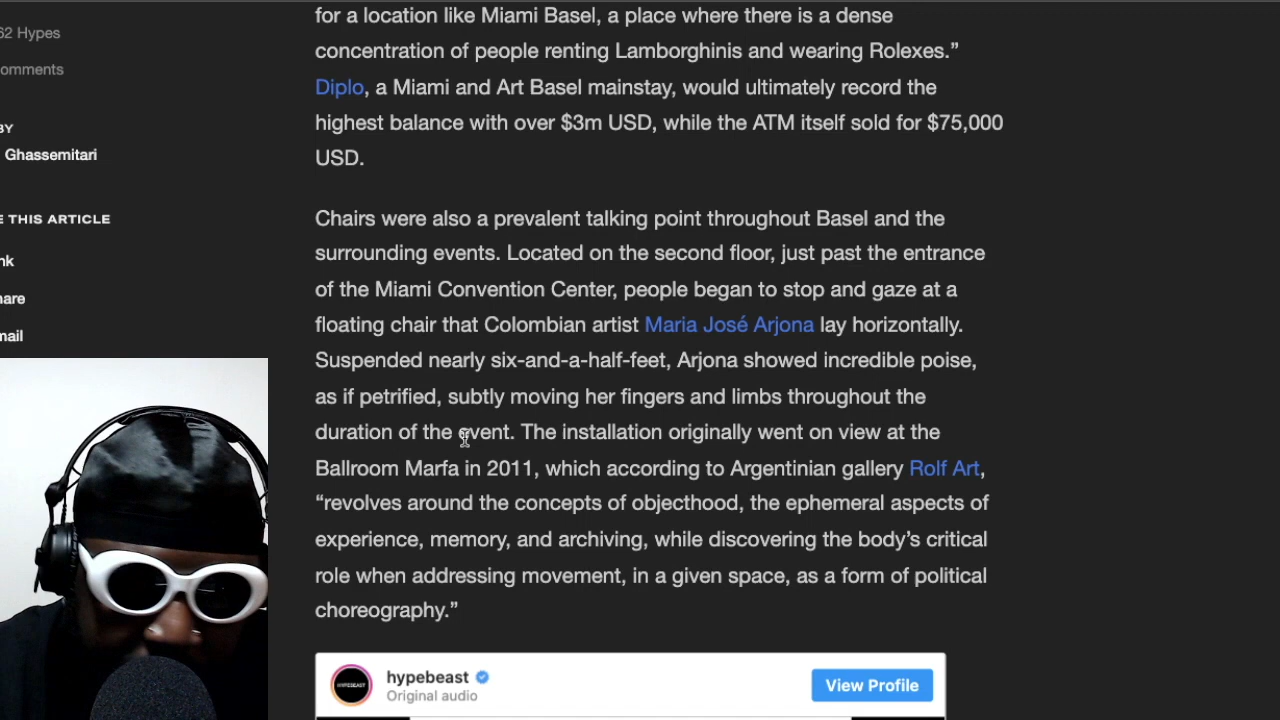 for a location like Miami Basel, a place where there is a dense
62 Hypes
concentration of people renting Lamborghinis and wearing Rolexes.”
omments
Diplo, a Miami and Art Basel mainstay, would ultimately record the
highest balance with over $3m USD, while the ATM itself sold for $75,000
USD.
BY
Ghassemitari
E THIS ARTICLE
nk
hare
mail
Chairs were also a prevalent talking point throughout Basel and the
surrounding events. Located on the second floor, just past the entrance
of the Miami Convention Center, people began to stop and gaze at a
floating chair that Colombian artist Maria José Arjona lay horizontally.
Suspended nearly six-and-a-half-feet, Arjona showed incredible poise,
as if petrified, subtly moving her fingers and limbs throughout the
duration of the event. The installation originally went on view at the
Ballroom Marfa in 2011, which according to Argentinian gallery Rolf Art,
“revolves around the concepts of objecthood, the ephemeral aspects of
experience, memory, and archiving, while discovering the body’s critical
role when addressing movement, in a given space, as a form of political
choreography.”
HYPEBEAST
hypebeast
Original audio
View Profile